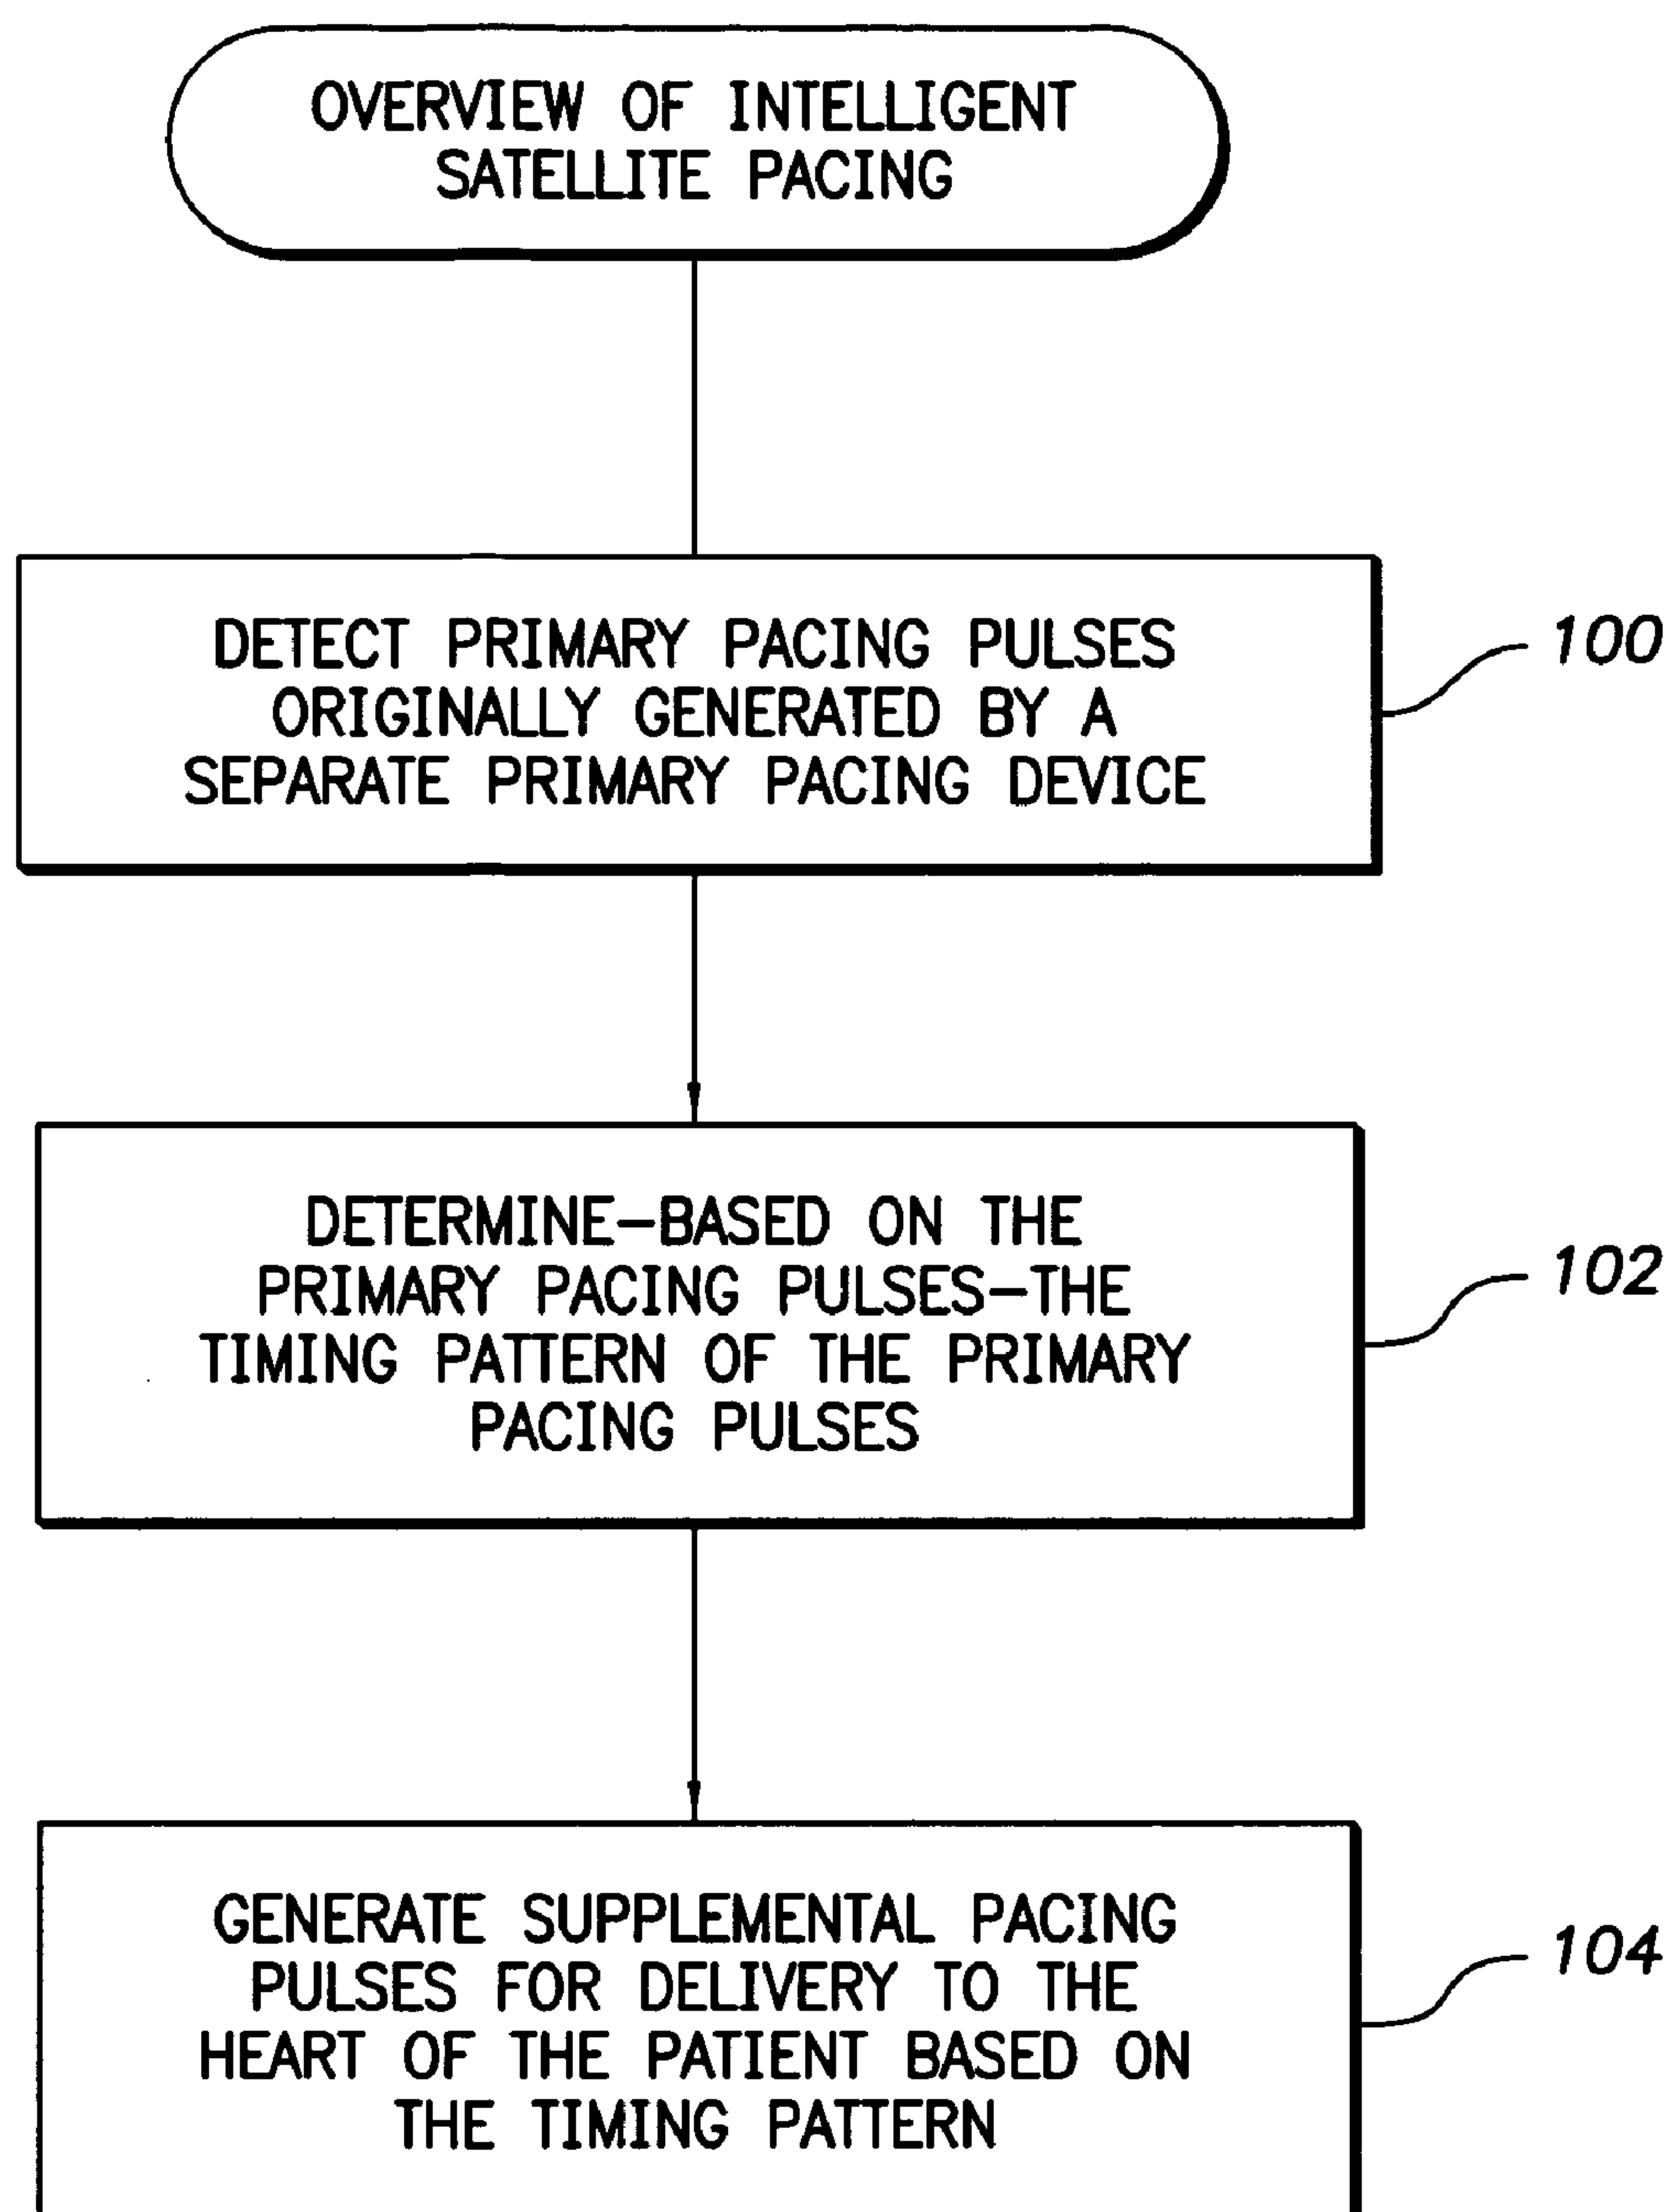 OVERVIEW OF INTELLIGENT
SATELLITE PACING
DETECT PRIMARY PACING PULSES
ORIGINALLY GENERATED BY A
SEPARATE PRIMARY PACING DEVICE
100
DETERMINE-BASED ON THE
PRIMARY PACING PULSES-THE
TIMING PATTERN OF THE PRIMARY
PACING PULSES
102
GENERATE SUPPLEMENTAL PACING
PULSES FOR DELIVERY TO THE
HEART OF THE PATIENT BASED ON
THE TIMING PATTERN
104